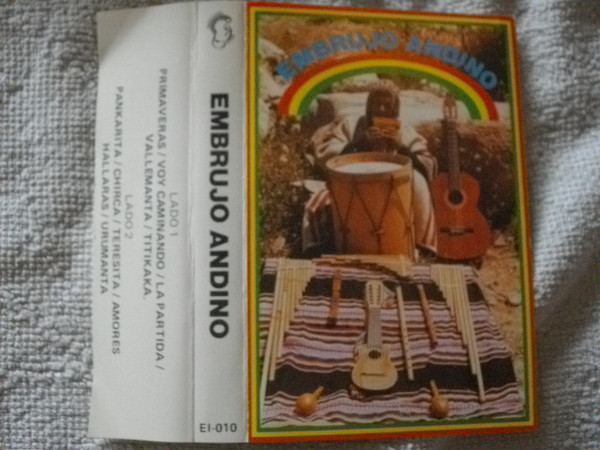 LADO 1
PRIMAVERAS / VOY CAMINANDO / LA PARTIDA /
VALLEMANTA / TITIKAKA.
LADO 2
PANKARITA / CHIRCA / TERESITA / AMORES
HALLARAS / URUMANTA
EMBRUJO ANDINO
EI-010
EMBRUJO ANDINO